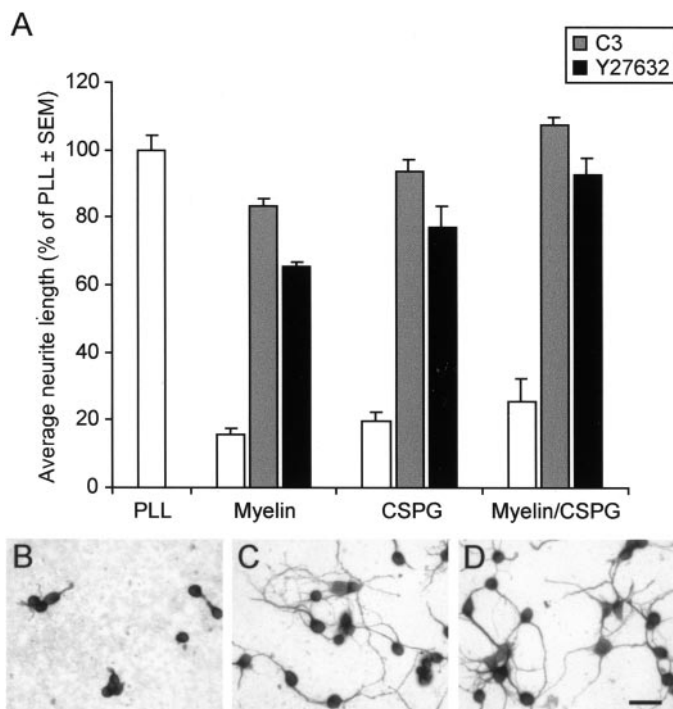 A
C3
Y27632
Average neurite length (% of PLL ± SEM)
120
100
80
60
40
20
0
PLL Myelin CSPG Myelin/CSPG
B C D